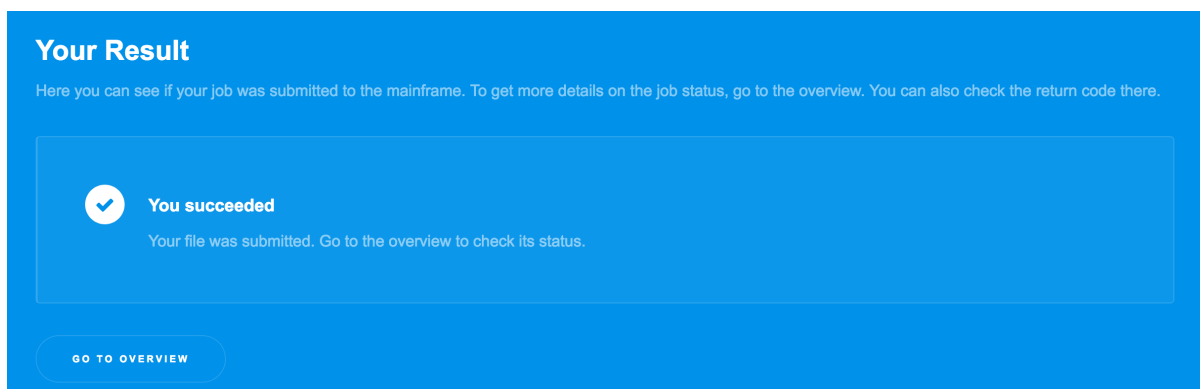 Your Result
Here you can see if your job was submitted to the mainframe. To get more details on the job status, go to the overview. You can also check the return code there.
You succeeded
Your file was submitted. Go to the overview to check its status.
GO TO OVERVIEW